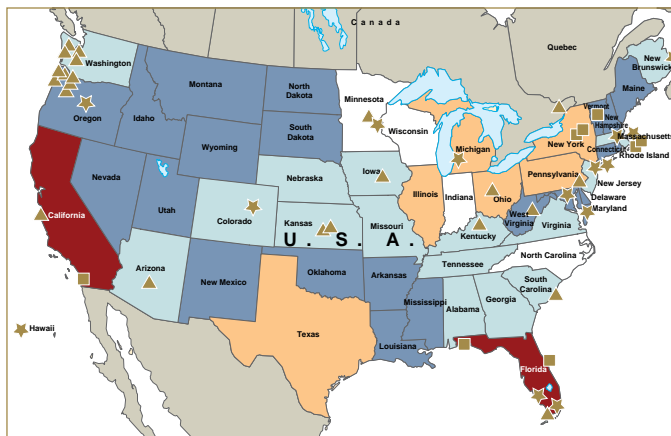 Canada
Quebec
New
Brunswick
Washington
Montana
North
Dakota
Minnesota
Maine
Vermont
New
Hampshire
Oregon
Idaho
South
Dakota
Wisconsin
Michigan
New York
Massachusetts
Connecticut
Rhode Island
Wyoming
Nebraska
Iowa
Pennsylvania
New Jersey
Nevada
Utah
Colorado
Illinois
Indiana
Ohio
Delaware
Maryland
West
Virginia
Virginia
California
Kansas
Missouri
Kentucky
U. S. A.
North Carolina
Arizona
New Mexico
Oklahoma
Arkansas
Tennessee
South
Carolina
Mississippi
Alabama
Georgia
Hawaii
Texas
Louisiana
Florida